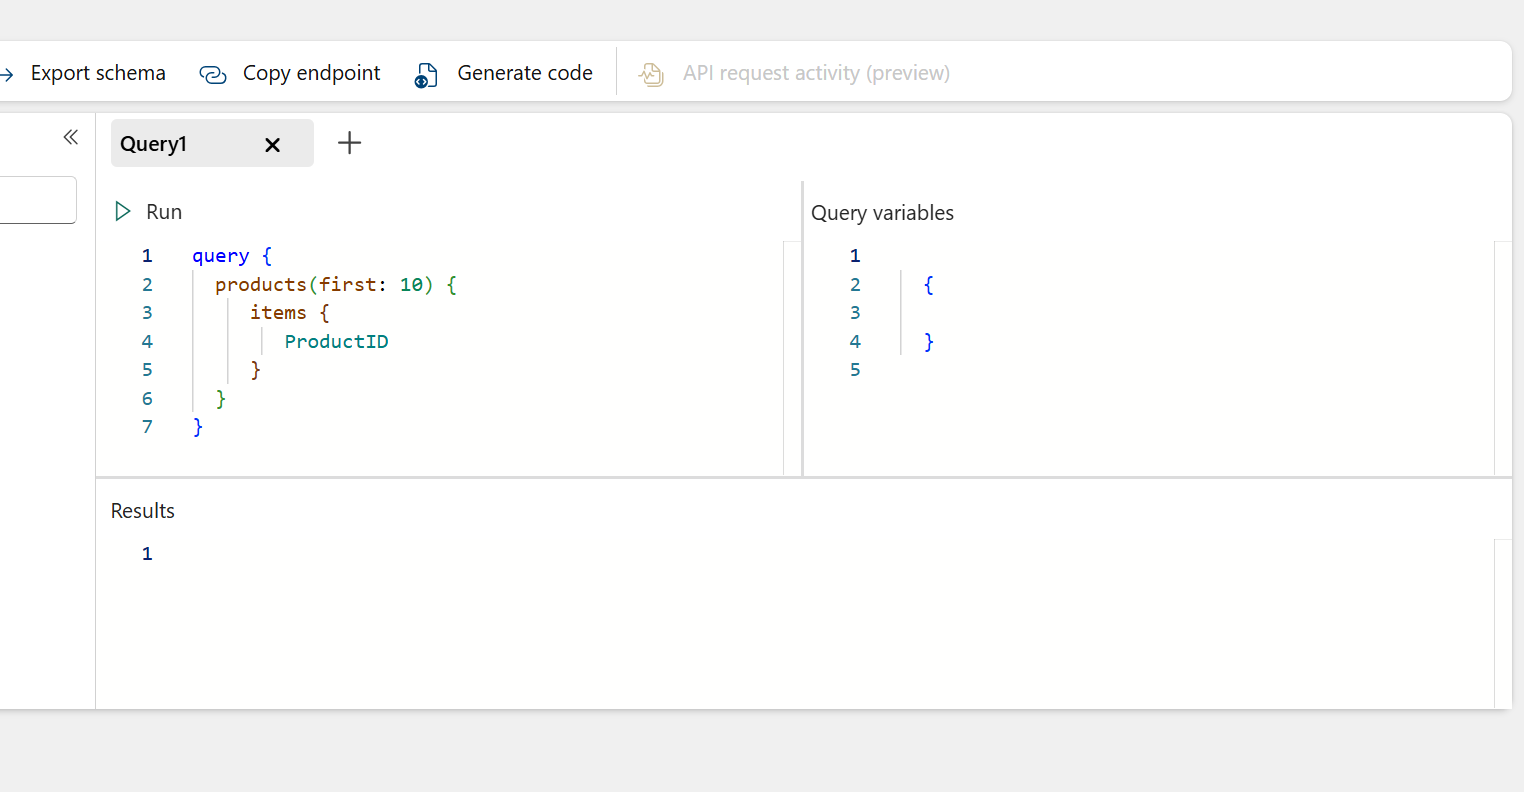 Export schema Copy endpoint Generate code API request activity (preview)
Query1
Run
1 query {
2 products(first: 10) {
3 items {
4 ProductID
5 }
6 }
7 }
Query variables
1
2 {
3
4 }
5
Results
1